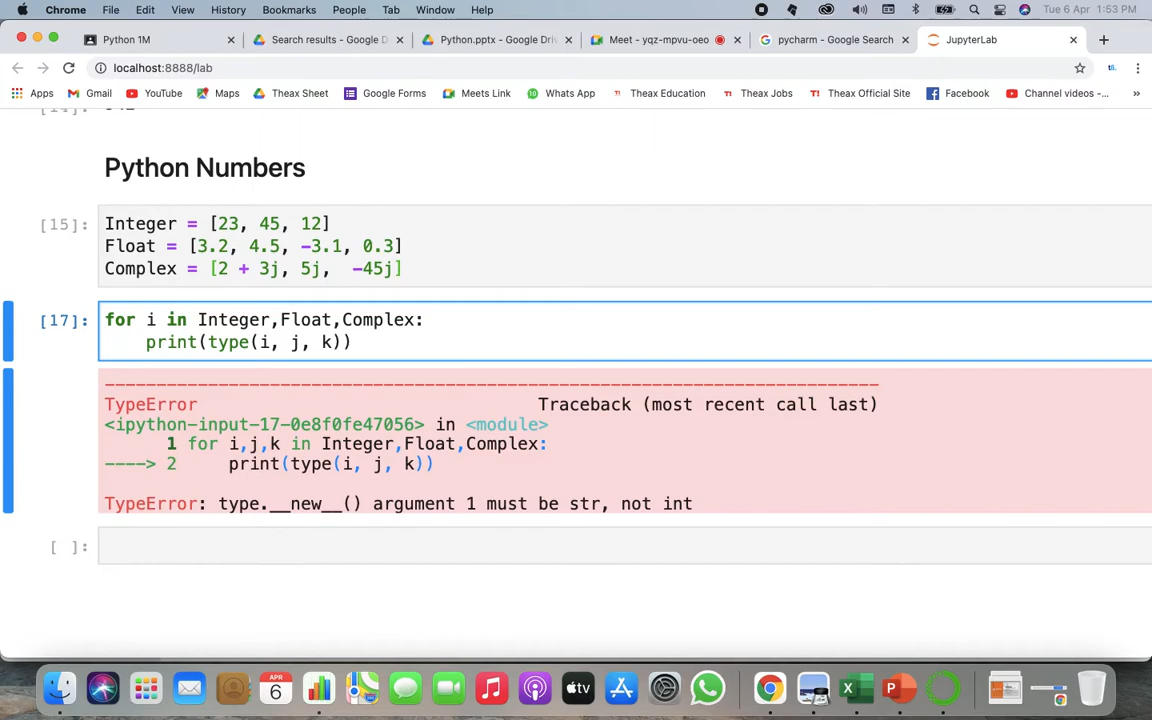 Chrome File Edit View History Bookmarks People Tab Window Help Tue 6 Apr 1:53 PM
Python 1M Search results - Google D Python.pptx - Google Driv Meet - yqz-mpvu-oeo pycharm - Google Search JupyterLab
localhost:8888/lab
Apps Gmail YouTube Maps Theax Sheet Google Forms Meets Link Whats App Theax Education Theax Jobs Theax Official Site Facebook Channel videos -... »
Python Numbers
[15]: Integer = [23, 45, 12]
Float = [3.2, 4.5, -3.1, 0.3]
Complex = [2 + 3j, 5j, -45j]
[17]: for i in Integer,Float,Complex:
print(type(i, j, k))
--------------------------------------------------------------------------
TypeError Traceback (most recent call last)
<ipython-input-17-0e8f0fe47056> in <module>
1 for i,j,k in Integer,Float,Complex:
----> 2 print(type(i, j, k))
TypeError: type.__new__() argument 1 must be str, not int
[ ]:
APR
6
tv